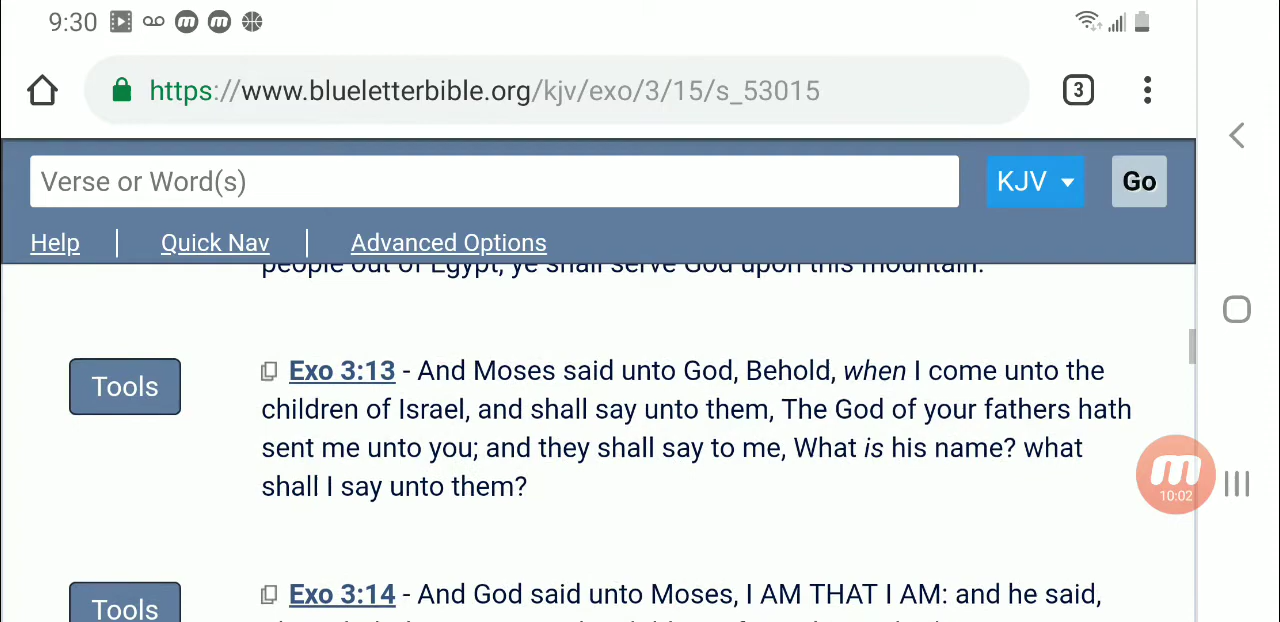 9:30
https://www.blueletterbible.org/kjv/exo/3/15/s_53015
3
Verse or Word(s)
KJV
Go
Help
Quick Nav
Advanced Options
people out of Egypt, ye shall serve God upon this mountain.
Tools
Exo 3:13 - And Moses said unto God, Behold, when I come unto the
children of Israel, and shall say unto them, The God of your fathers hath
sent me unto you; and they shall say to me, What is his name? what
shall I say unto them?
m
10:02
Tools
Exo 3:14 - And God said unto Moses, I AM THAT I AM: and he said,